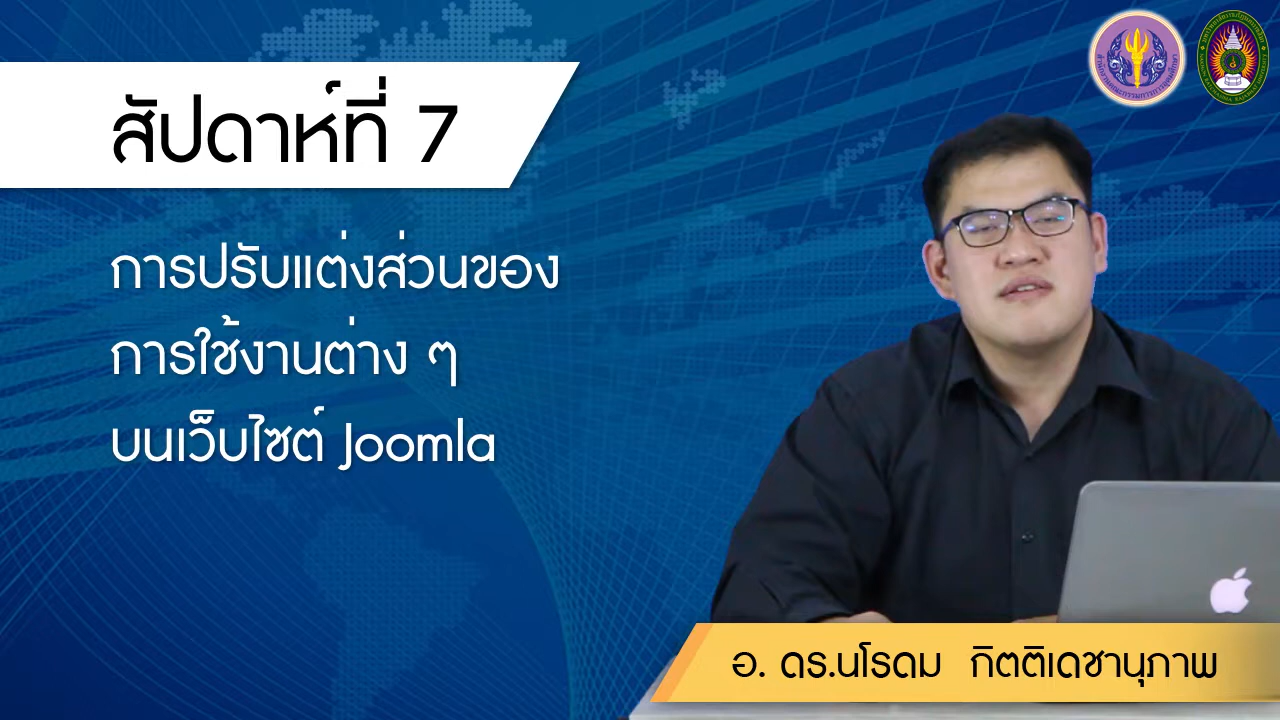 สัปดาห์ที่ 7
การปรับแต่งส่วนของ
การใช้งานต่าง ๆ
บนเว็บไซต์ Joomla
อ. ดร.นโรดม กิตติเดชานุภาพ